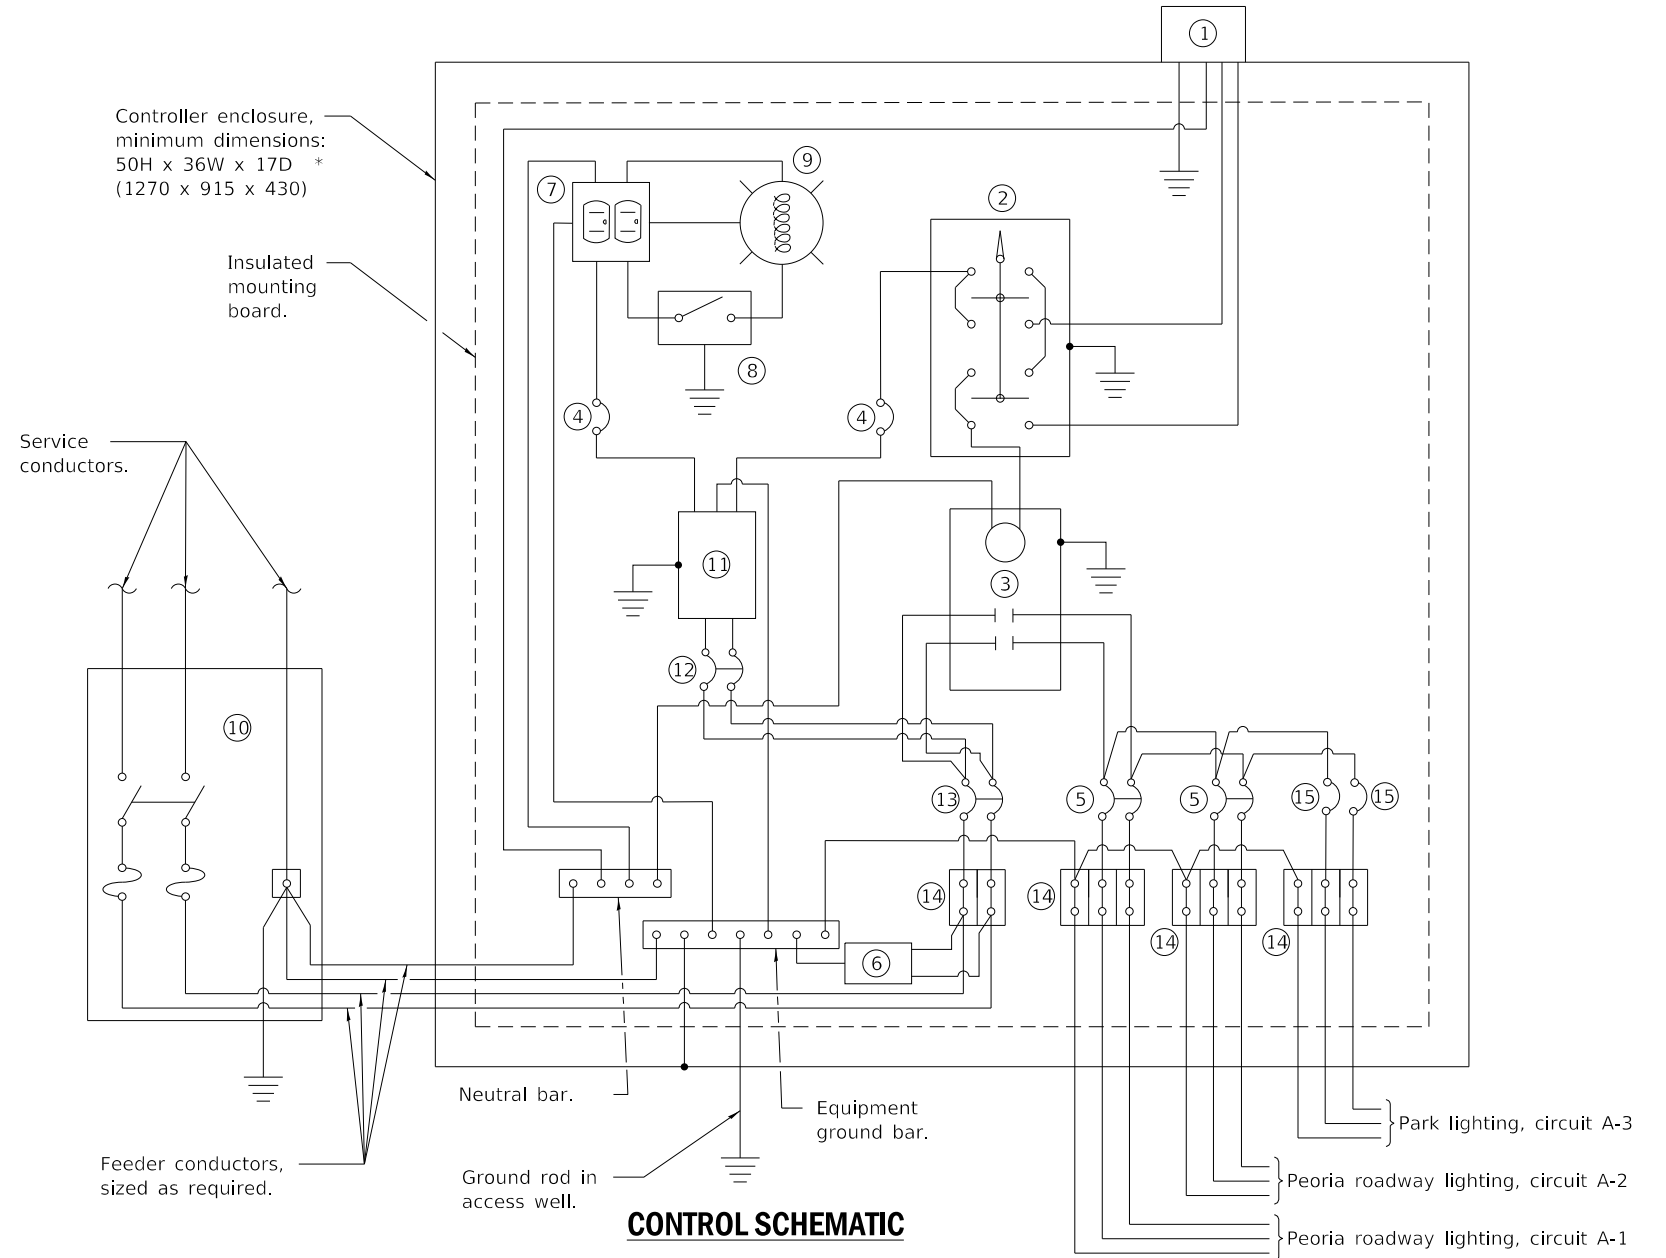 1
Controller enclosure,
minimum dimensions:
50H x 36W x 17D *
(1270 x 915 x 430)
9
7
2
Insulated
mounting
board.
8
4
4
Service
conductors.
11
3
12
10
13
5
5
15
15
14
14
14
14
6
Neutral bar.
Equipment
ground bar.
Park lighting, circuit A-3
Feeder conductors,
sized as required.
Ground rod in
access well.
Peoria roadway lighting, circuit A-2
CONTROL SCHEMATIC
Peoria roadway lighting, circuit A-1